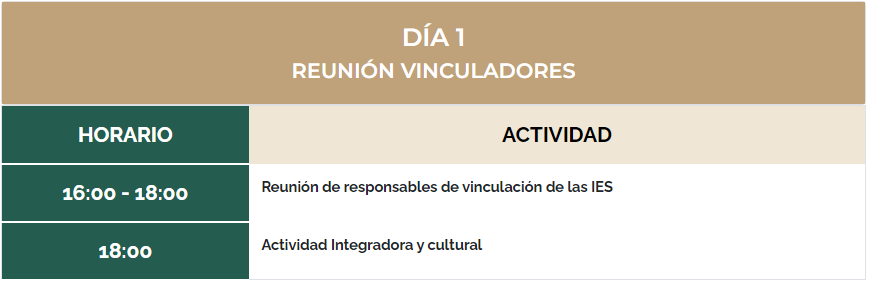 DÍA 1
REUNIÓN VINCULADORES
HORARIO ACTIVIDAD
16:00 - 18:00 Reunión de responsables de vinculación de las IES
18:00 Actividad Integradora y cultural